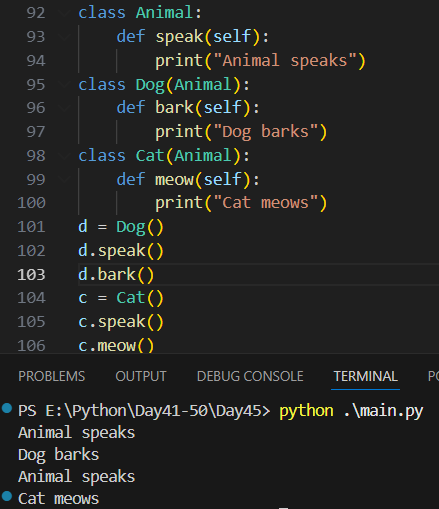 92 class Animal:
93     def speak(self):
94         print("Animal speaks")
95 class Dog(Animal):
96     def bark(self):
97         print("Dog barks")
98 class Cat(Animal):
99     def meow(self):
100         print("Cat meows")
101 d = Dog()
102 d.speak()
103 d.bark()
104 c = Cat()
105 c.speak()
106 c.meow()
PROBLEMS OUTPUT DEBUG CONSOLE TERMINAL
PS E:\Python\Day41-50\Day45> python .\main.py
Animal speaks
Dog barks
Animal speaks
Cat meows